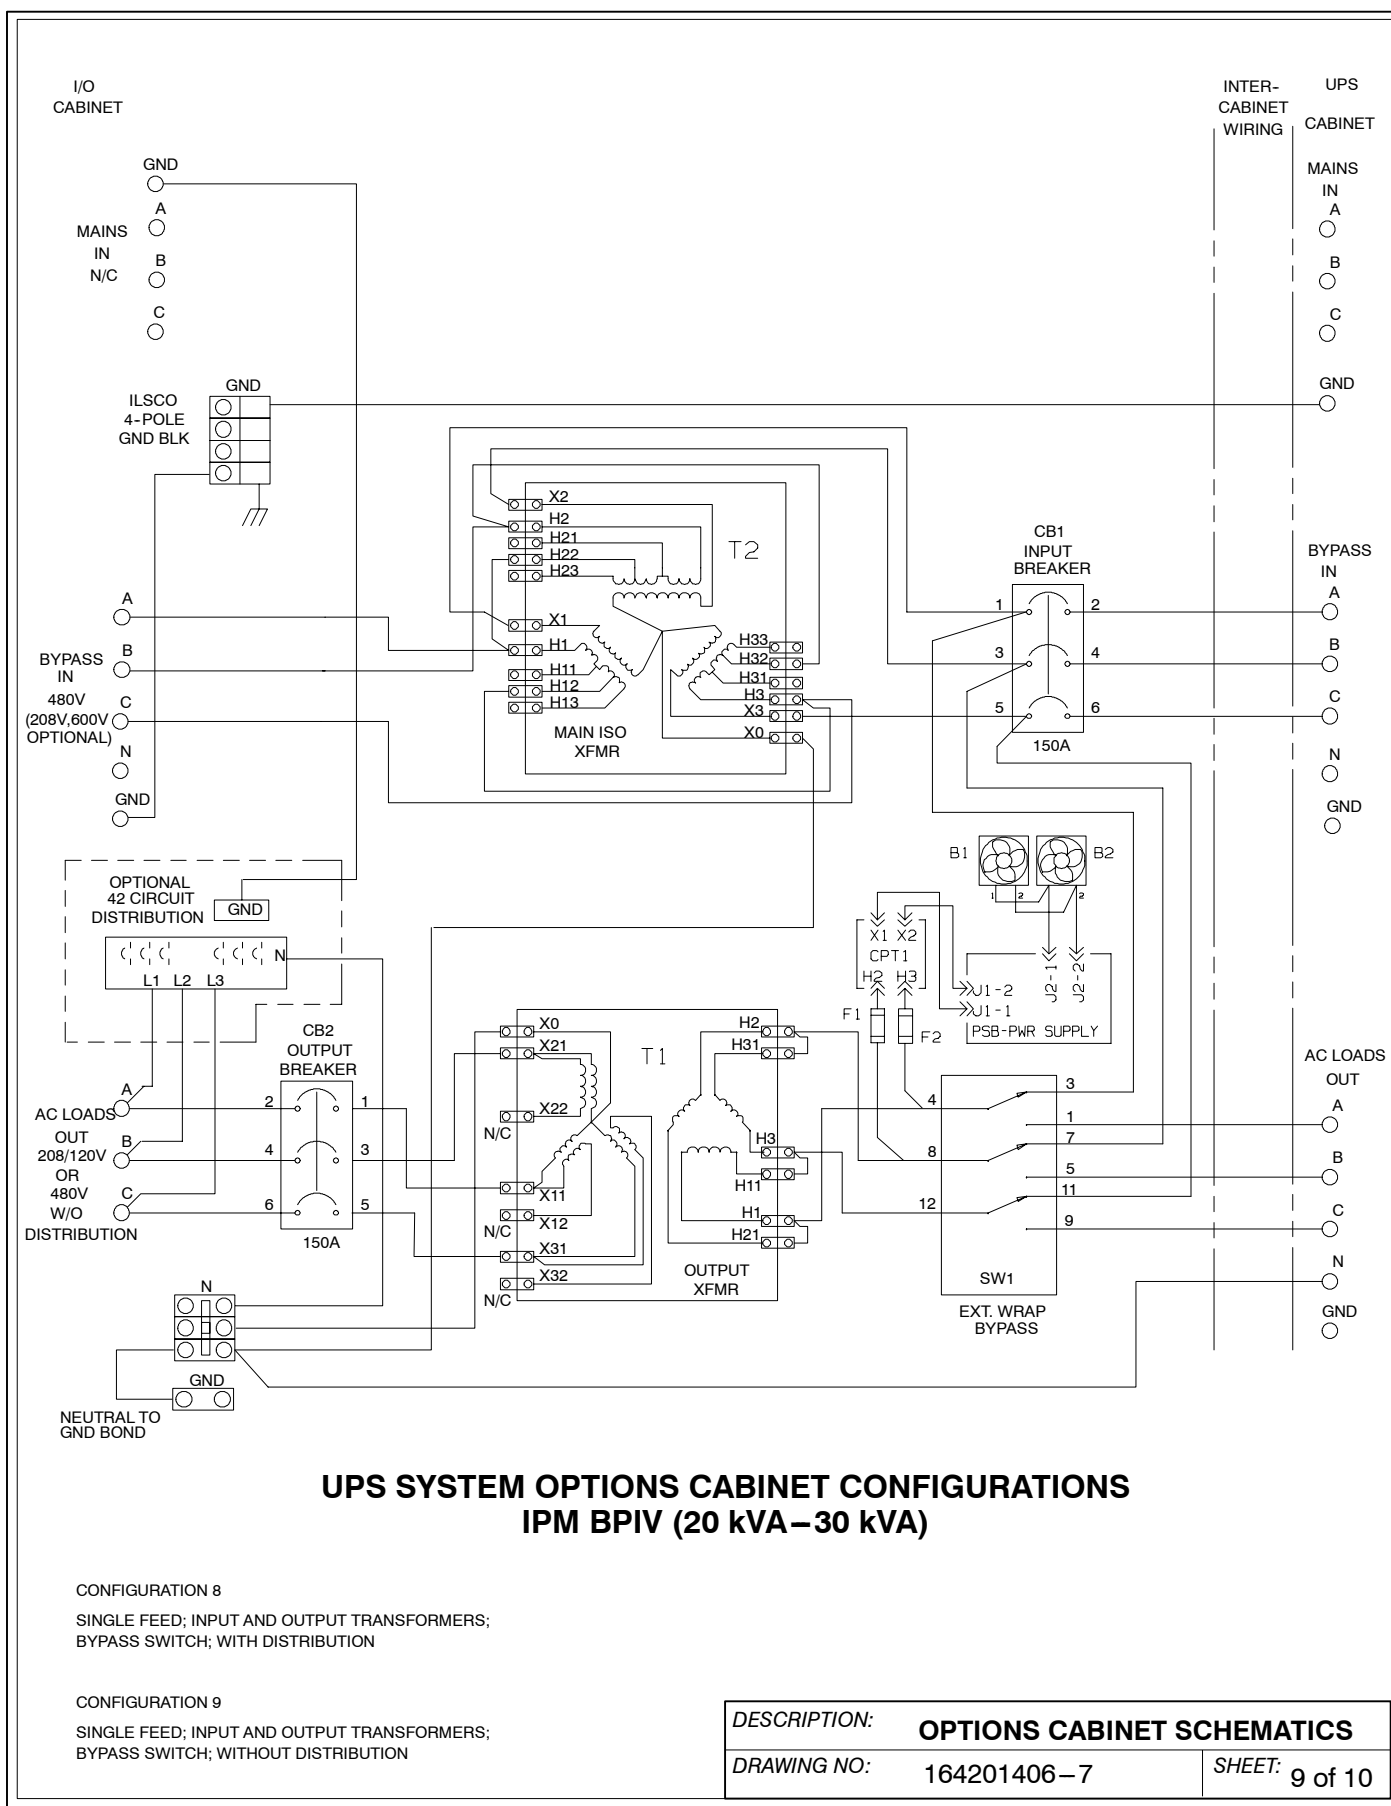 I/O
CABINET
INTER-
CABINET
WIRING
UPS
CABINET
GND
A
MAINS
IN
N/C
B
C
MAINS
IN
A
B
C
GND
GND
ILSCO
4-POLE
GND BLK
X2
H2
H21
H22
H23
T2
X1
H1
H11
H12
H13
H33
H32
H31
H3
X3
X0
MAIN ISO
XFMR
CB1
INPUT
BREAKER
1
2
3
4
5
6
150A
BYPASS
IN
A
B
C
N
GND
A
BYPASS
IN
B
480V
(208V,600V
OPTIONAL)
C
N
GND
OPTIONAL
42 CIRCUIT
DISTRIBUTION
GND
N
L1
L2
L3
B1
B2
1
2
2
X1 X2
CPT1
H2 H3
J1-2
J1-1
J2-1
J2-2
PSB-PWR SUPPLY
F1
F2
CB2
OUTPUT
BREAKER
2
1
4
3
6
5
150A
A
AC LOADS
OUT
B
208/120V
OR
480V
C
W/O
DISTRIBUTION
X0
X21
X22
N/C
X11
X12
N/C
X31
X32
N/C
T1
H2
H31
H3
H11
H1
H21
OUTPUT
XFMR
4
3
1
8
7
5
12
11
9
SW1
EXT. WRAP
BYPASS
AC LOADS
OUT
A
B
C
N
GND
N
GND
NEUTRAL TO
GND BOND
UPS SYSTEM OPTIONS CABINET CONFIGURATIONS
IPM BPIV (20 kVA–30 kVA)
CONFIGURATION 8
SINGLE FEED; INPUT AND OUTPUT TRANSFORMERS;
BYPASS SWITCH; WITH DISTRIBUTION
CONFIGURATION 9
SINGLE FEED; INPUT AND OUTPUT TRANSFORMERS;
BYPASS SWITCH; WITHOUT DISTRIBUTION
DESCRIPTION: OPTIONS CABINET SCHEMATICS
DRAWING NO: 164201406–7
SHEET: 9 of 10